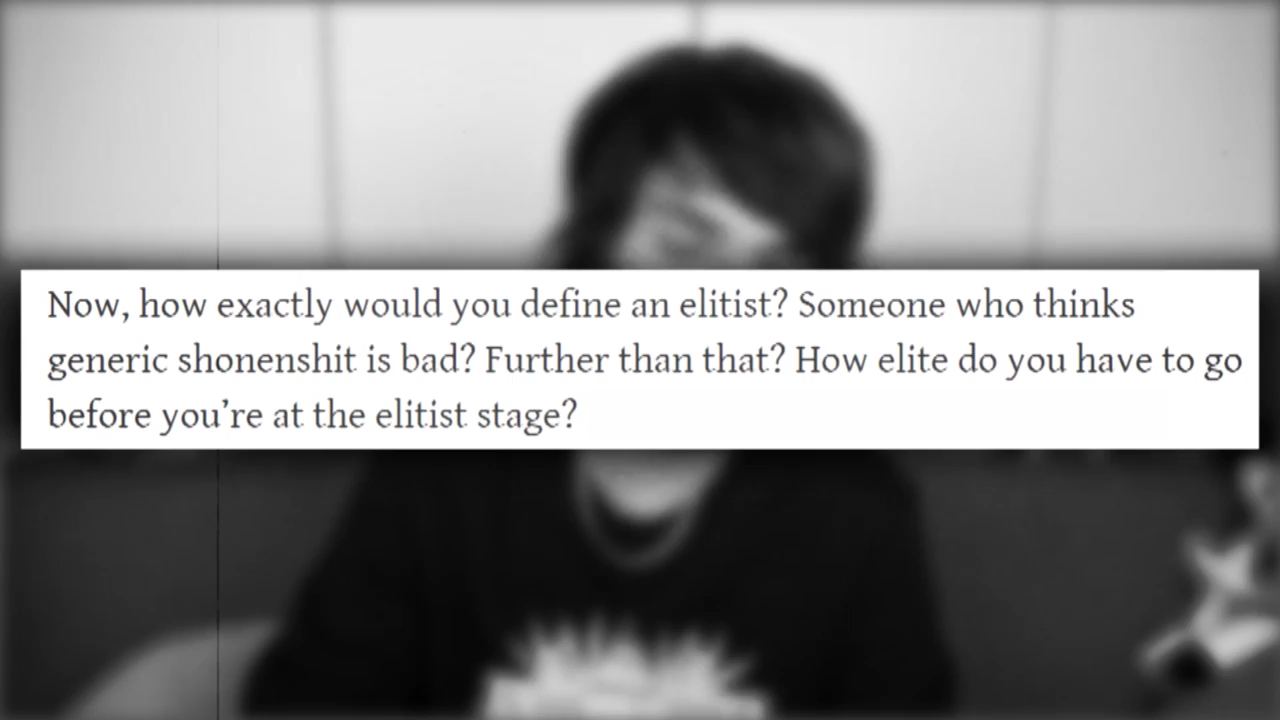 Now, how exactly would you define an elitist? Someone who thinks
generic shonenshit is bad? Further than that? How elite do you have to go
before you’re at the elitist stage?